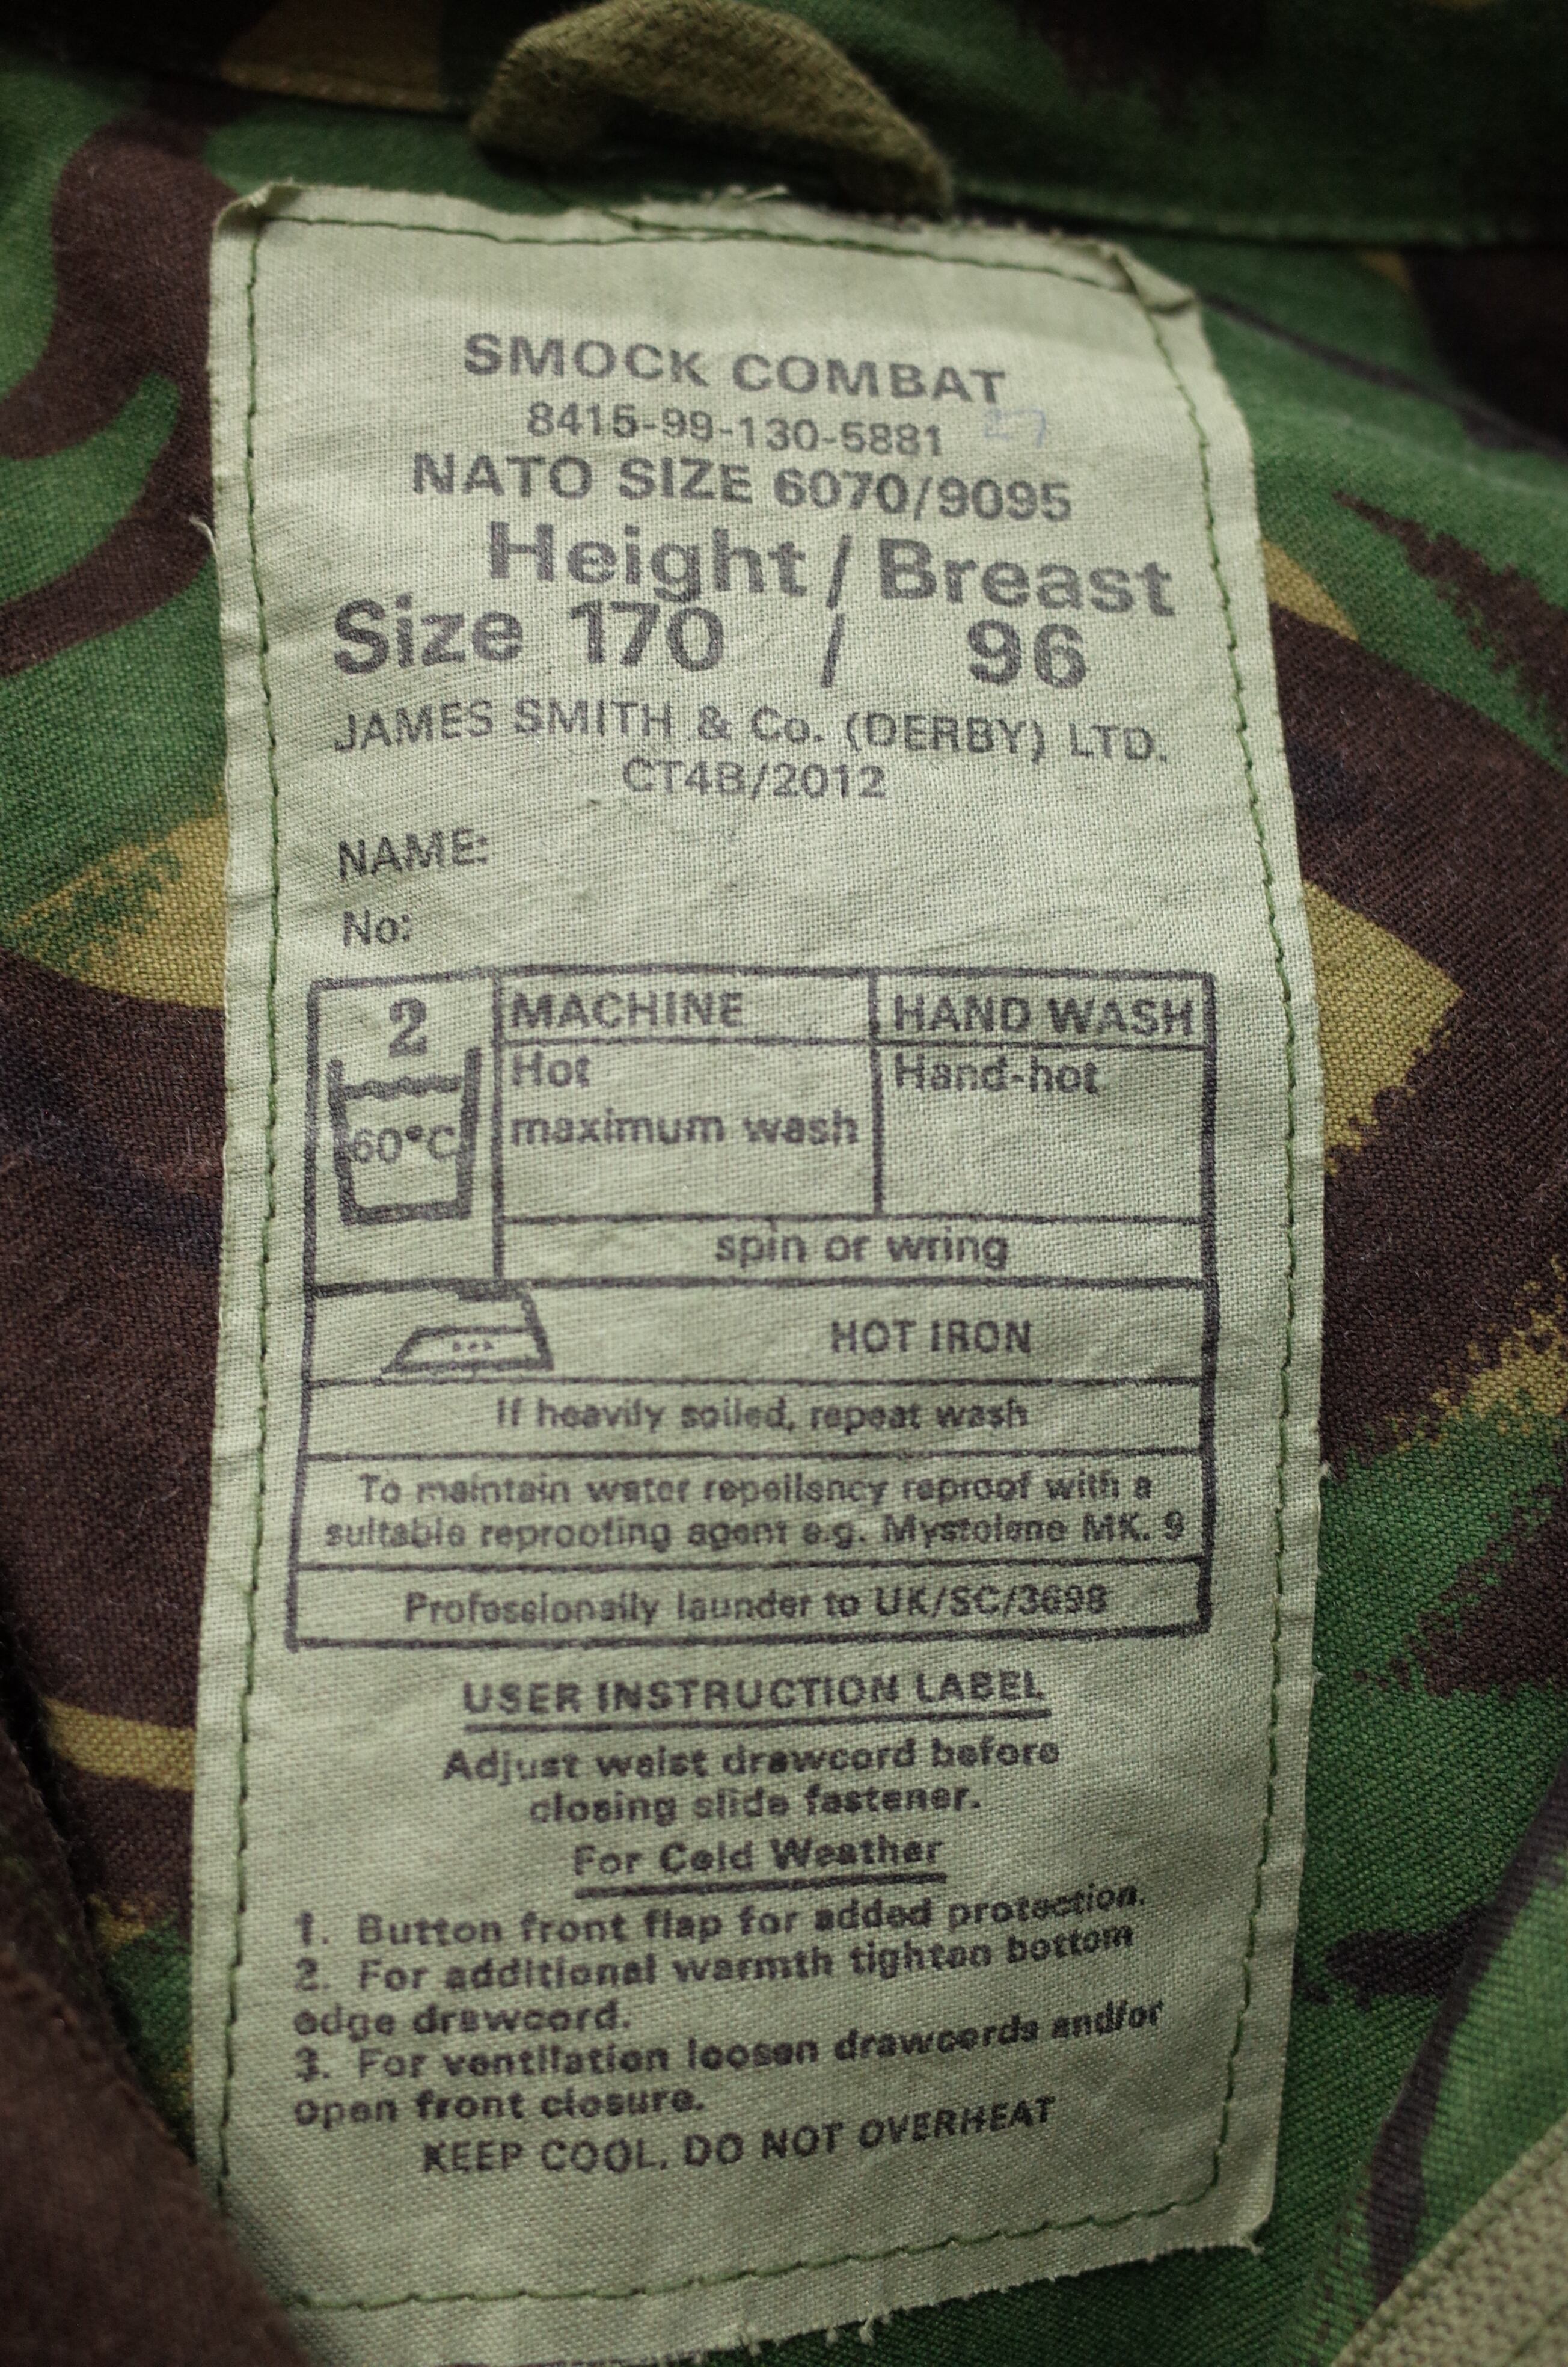 SMOCK COMBAT
8415-99-130-5881 27
NATO SIZE 6070/9095
Height / Breast
Size 170 / 96
JAMES SMITH & Co. (DERBY) LTD.
CT4B/2012
NAME:
No:
2 MACHINE HAND WASH
Hot Hand-hot
60°C maximum wash
spin or wring
HOT IRON
If heavily soiled, repeat wash
To maintain water repellency reproof with a
suitable reproofing agent e.g. Mystolene MK. 9
Professionally launder to UK/SC/3698
USER INSTRUCTION LABEL
Adjust waist drawcord before
closing slide fastener.
For Cold Weather
1. Button front flap for added protection.
2. For additional warmth tighten bottom
edge drawcord.
3. For ventilation loosen drawcords and/or
open front closure.
KEEP COOL. DO NOT OVERHEAT